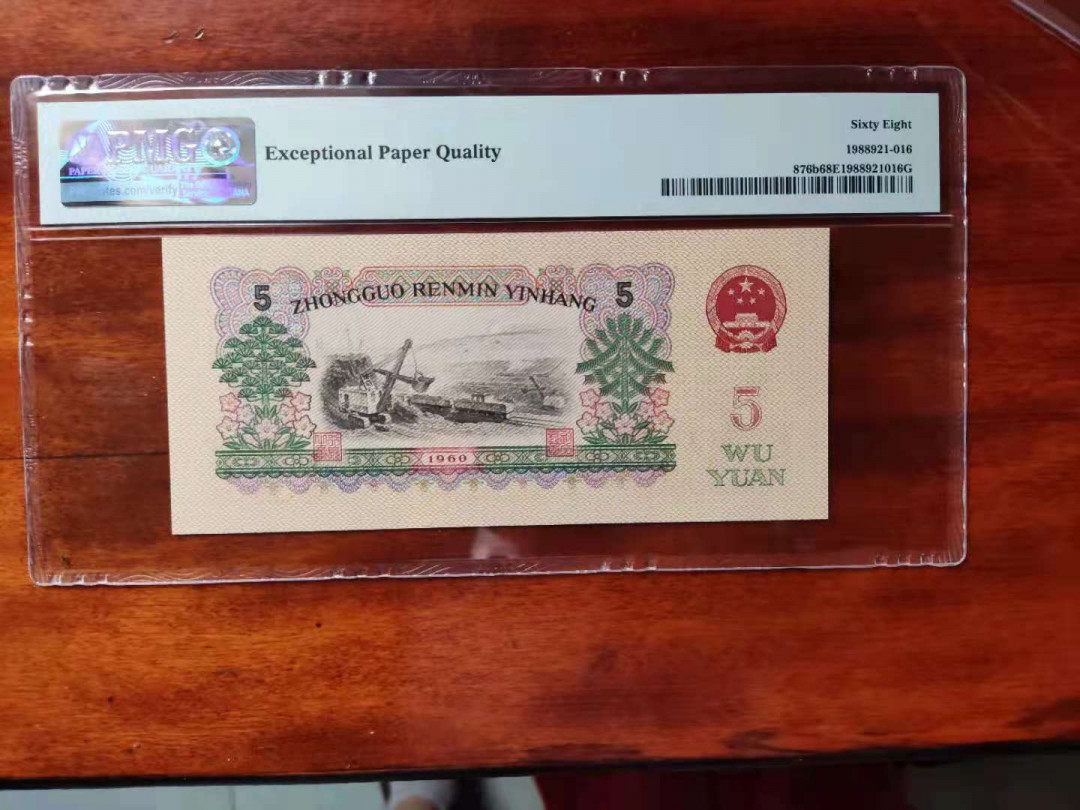 PMG
Exceptional Paper Quality
Sixty Eight
1988921-016
876b68E1988921016G
5 ZHONGGUO RENMIN YINHANG 5
1960
5
WU
YUAN